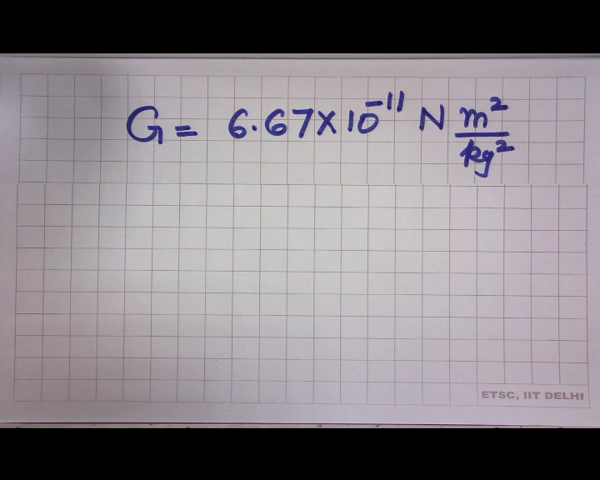 G = 6.67 × 10⁻¹¹ N m²/kg²
ETSC, IIT DELHI